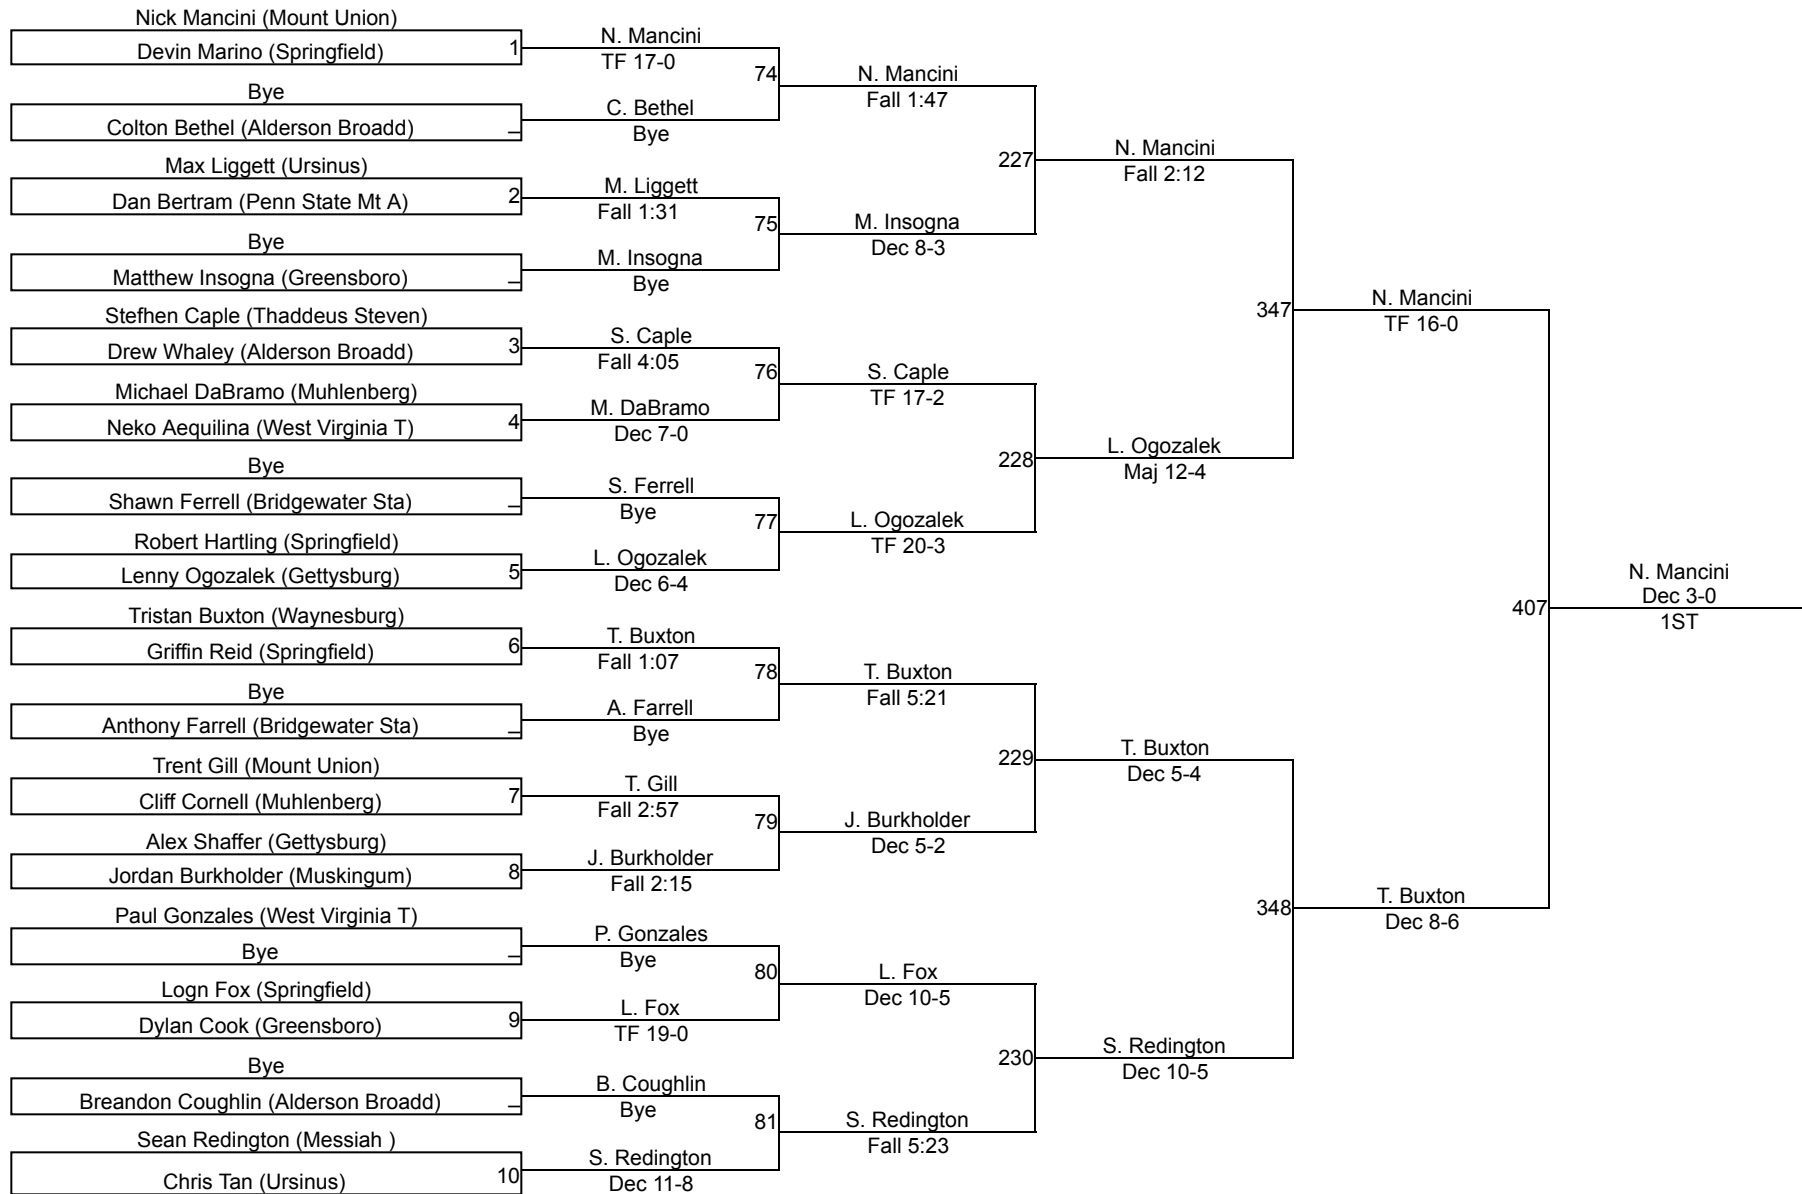 Nick Mancini (Mount Union)
Devin Marino (Springfield)
1
Bye
Colton Bethel (Alderson Broadd)
_
Max Liggett (Ursinus)
Dan Bertram (Penn State Mt A)
2
Bye
Matthew Insogna (Greensboro)
_
Stefhen Caple (Thaddeus Steven)
Drew Whaley (Alderson Broadd)
3
Michael DaBramo (Muhlenberg)
Neko Aequilina (West Virginia T)
4
Bye
Shawn Ferrell (Bridgewater Sta)
_
Robert Hartling (Springfield)
Lenny Ogozalek (Gettysburg)
5
Tristan Buxton (Waynesburg)
Griffin Reid (Springfield)
6
Bye
Anthony Farrell (Bridgewater Sta)
_
Trent Gill (Mount Union)
Cliff Cornell (Muhlenberg)
7
Alex Shaffer (Gettysburg)
Jordan Burkholder (Muskingum)
8
Paul Gonzales (West Virginia T)
Bye
_
Logn Fox (Springfield)
Dylan Cook (Greensboro)
9
Bye
Breandon Coughlin (Alderson Broadd)
_
Sean Redington (Messiah )
Chris Tan (Ursinus)
10
N. Mancini
TF 17-0
74
C. Bethel
Bye
M. Liggett
Fall 1:31
75
M. Insogna
Bye
S. Caple
Fall 4:05
76
M. DaBramo
Dec 7-0
S. Ferrell
Bye
77
L. Ogozalek
Dec 6-4
T. Buxton
Fall 1:07
78
A. Farrell
Bye
T. Gill
Fall 2:57
79
J. Burkholder
Fall 2:15
P. Gonzales
Bye
80
L. Fox
TF 19-0
B. Coughlin
Bye
81
S. Redington
Dec 11-8
N. Mancini
Fall 1:47
227
M. Insogna
Dec 8-3
S. Caple
TF 17-2
228
L. Ogozalek
TF 20-3
T. Buxton
Fall 5:21
229
J. Burkholder
Dec 5-2
L. Fox
Dec 10-5
230
S. Redington
Fall 5:23
N. Mancini
Fall 2:12
347
L. Ogozalek
Maj 12-4
T. Buxton
Dec 5-4
348
S. Redington
Dec 10-5
N. Mancini
TF 16-0
407
T. Buxton
Dec 8-6
N. Mancini
Dec 3-0
1ST